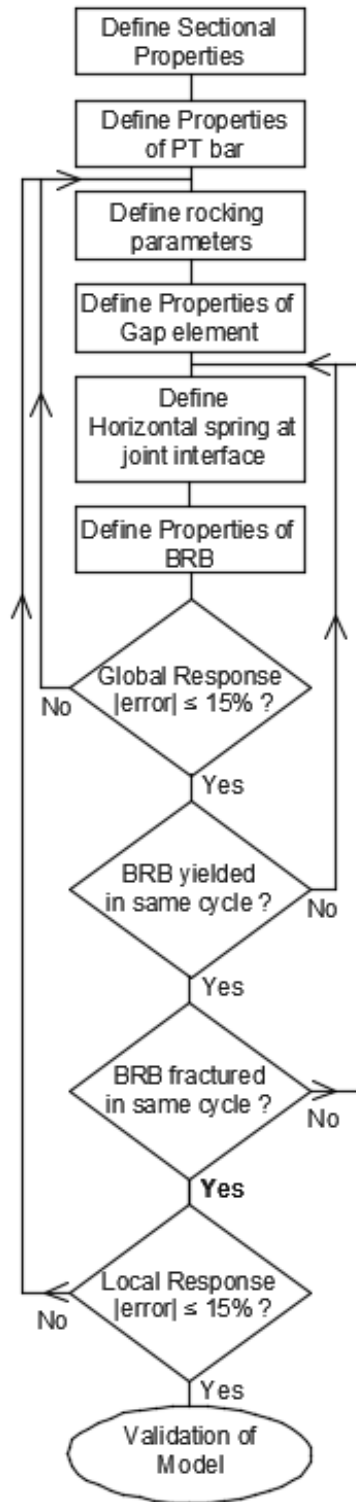 Define Sectional
Properties
Define Properties
of PT bar
Define rocking
parameters
Define Properties of
Gap element
Define
Horizontal spring at
joint interface
Define Properties of
BRB
Global Response
|error| ≤ 15% ?
No
Yes
BRB yielded
in same cycle ?
No
Yes
BRB fractured
in same cycle ?
No
Yes
Local Response
|error| ≤ 15% ?
No
Yes
Validation of
Model